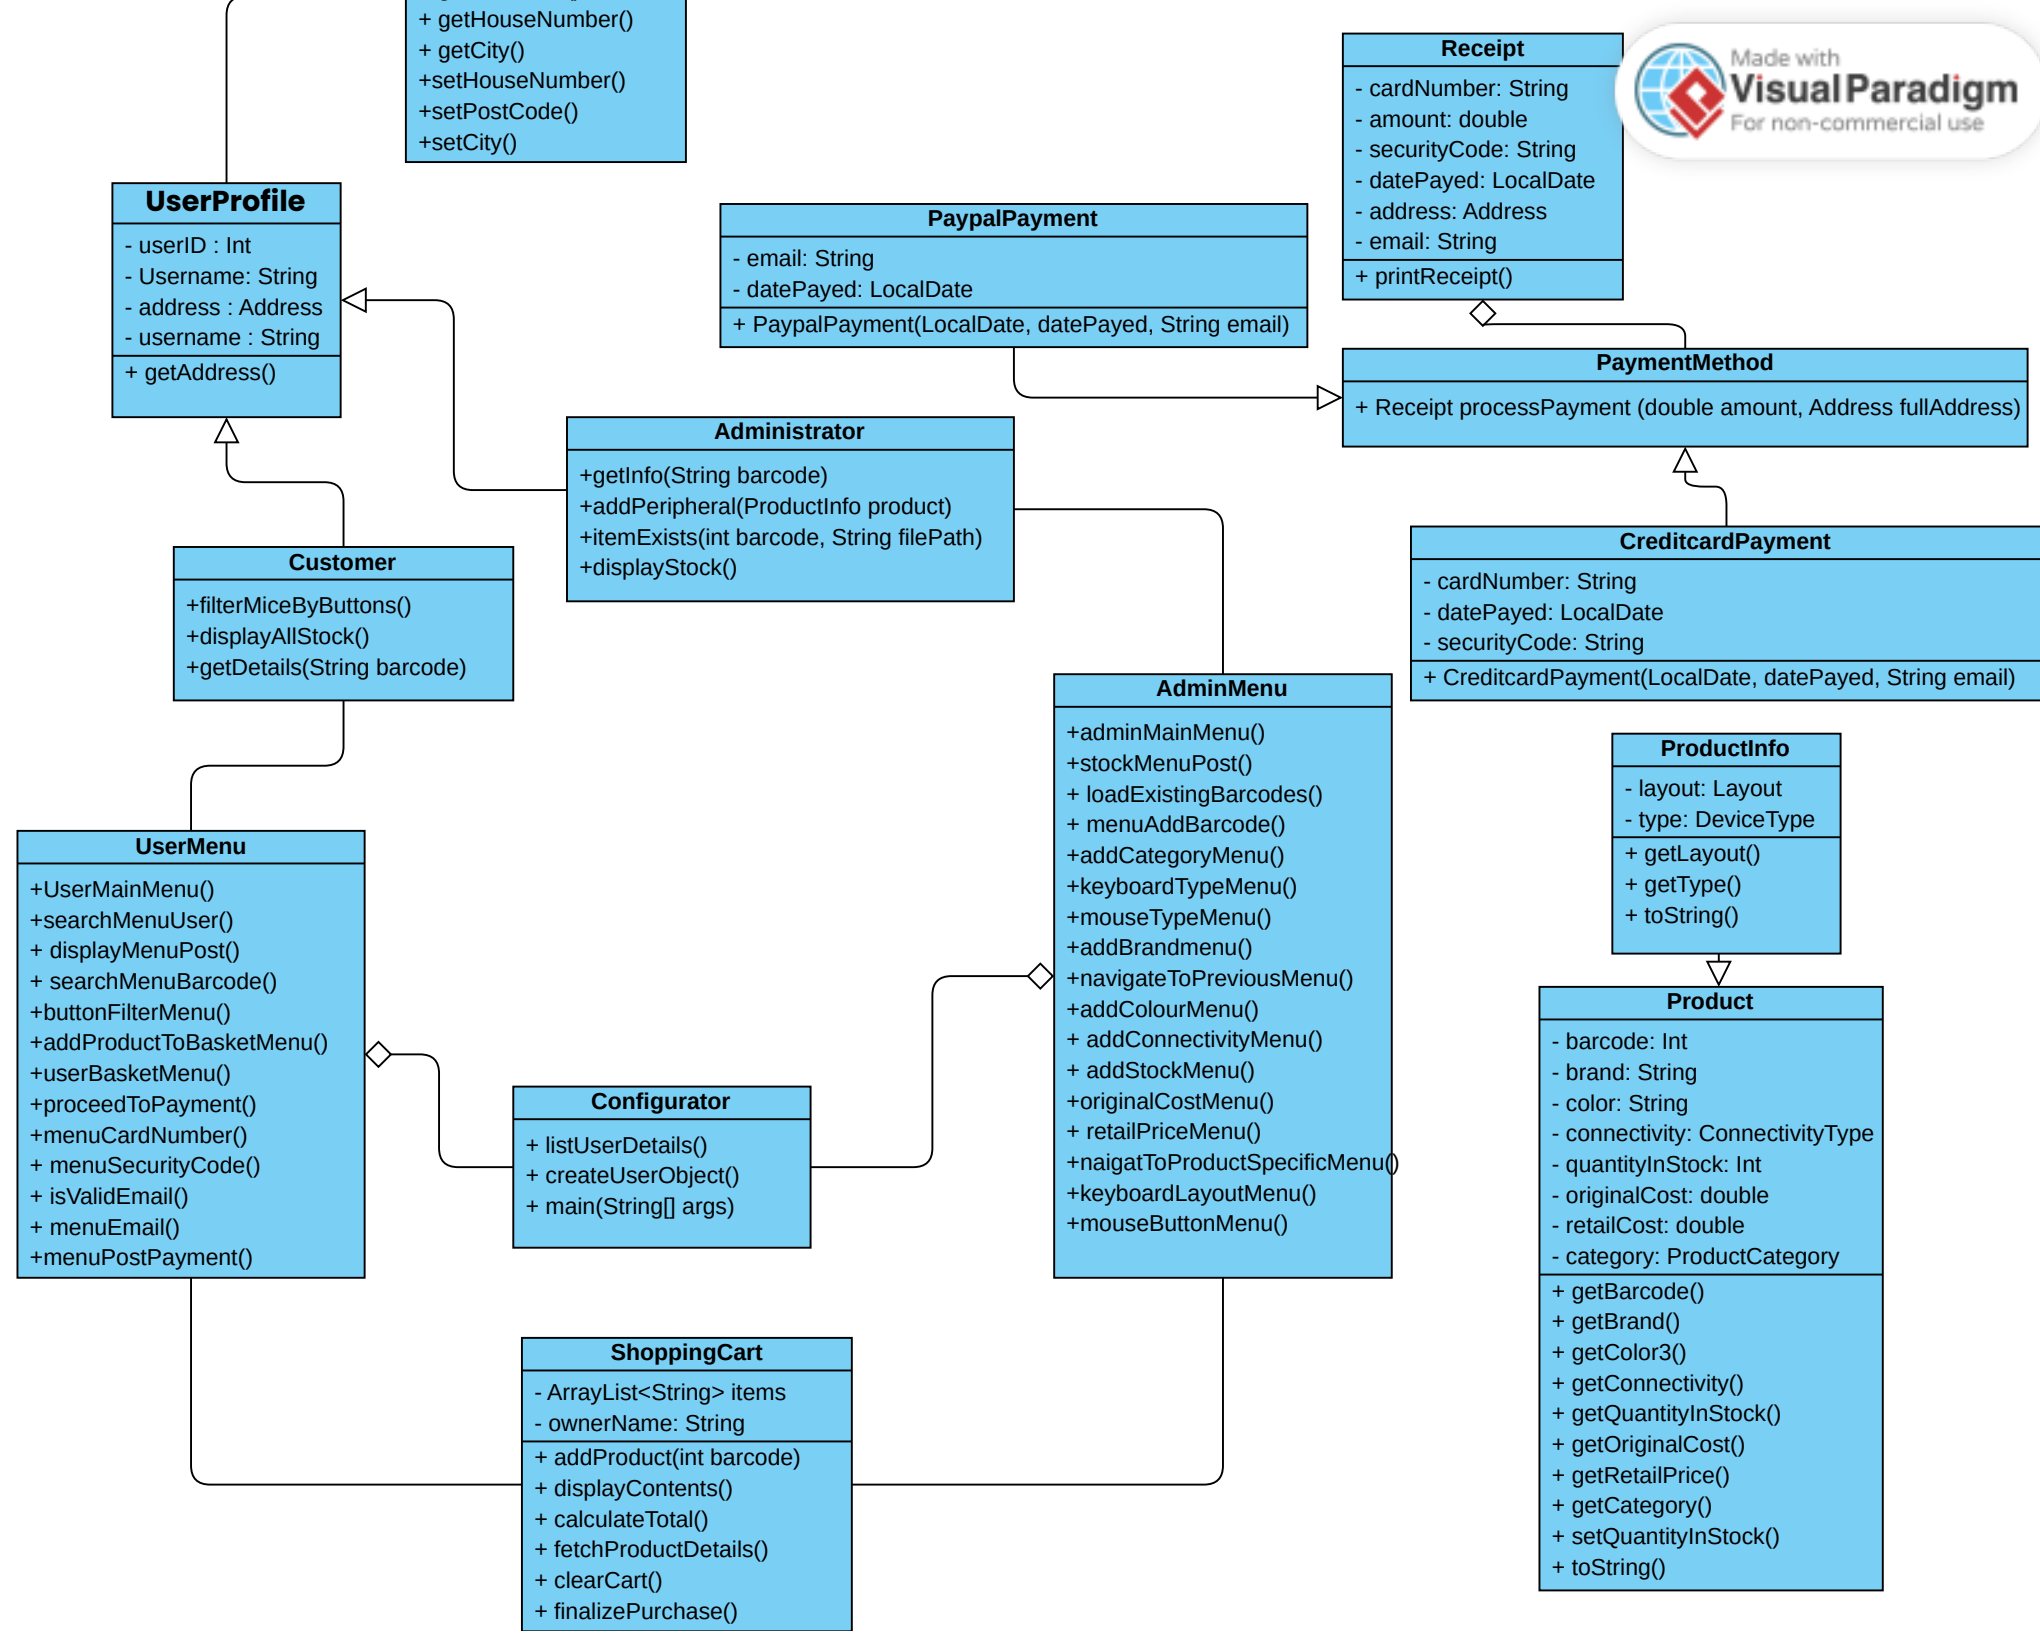 + getHouseNumber()
+ getCity()
+setHouseNumber()
+setPostCode()
+setCity()
Receipt
- cardNumber: String
- amount: double
- securityCode: String
- datePayed: LocalDate
- address: Address
- email: String
+ printReceipt()
Made with
Visual Paradigm
For non-commercial use
UserProfile
- userID : Int
- Username: String
- address : Address
- username : String
+ getAddress()
PaypalPayment
- email: String
- datePayed: LocalDate
+ PaypalPayment(LocalDate, datePayed, String email)
PaymentMethod
+ Receipt processPayment (double amount, Address fullAddress)
Administrator
+getInfo(String barcode)
+addPeripheral(ProductInfo product)
+itemExists(int barcode, String filePath)
+displayStock()
Customer
+filterMiceByButtons()
+displayAllStock()
+getDetails(String barcode)
CreditcardPayment
- cardNumber: String
- datePayed: LocalDate
- securityCode: String
+ CreditcardPayment(LocalDate, datePayed, String email)
AdminMenu
+adminMainMenu()
+stockMenuPost()
+ loadExistingBarcodes()
+ menuAddBarcode()
+addCategoryMenu()
+keyboardTypeMenu()
+mouseTypeMenu()
+addBrandmenu()
+navigateToPreviousMenu()
+addColourMenu()
+ addConnectivityMenu()
+ addStockMenu()
+originalCostMenu()
+ retailPriceMenu()
+naigatToProductSpecificMenu()
+keyboardLayoutMenu()
+mouseButtonMenu()
ProductInfo
- layout: Layout
- type: DeviceType
+ getLayout()
+ getType()
+ toString()
UserMenu
+UserMainMenu()
+searchMenuUser()
+ displayMenuPost()
+ searchMenuBarcode()
+buttonFilterMenu()
+addProductToBasketMenu()
+userBasketMenu()
+proceedToPayment()
+menuCardNumber()
+ menuSecurityCode()
+ isValidEmail()
+ menuEmail()
+menuPostPayment()
Configurator
+ listUserDetails()
+ createUserObject()
+ main(String[] args)
Product
- barcode: Int
- brand: String
- color: String
- connectivity: ConnectivityType
- quantityInStock: Int
- originalCost: double
- retailCost: double
- category: ProductCategory
+ getBarcode()
+ getBrand()
+ getColor3()
+ getConnectivity()
+ getQuantityInStock()
+ getOriginalCost()
+ getRetailPrice()
+ getCategory()
+ setQuantityInStock()
+ toString()
ShoppingCart
- ArrayList<String> items
- ownerName: String
+ addProduct(int barcode)
+ displayContents()
+ calculateTotal()
+ fetchProductDetails()
+ clearCart()
+ finalizePurchase()